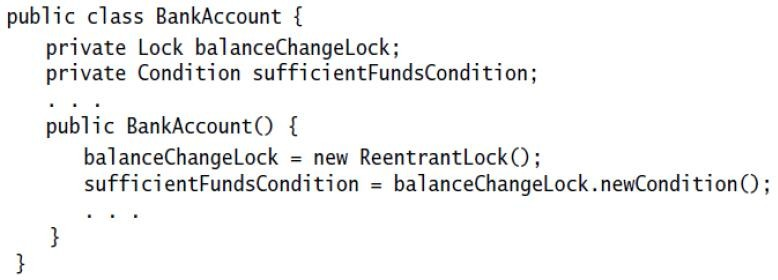 public class BankAccount {
private Lock balanceChangeLock;
private Condition sufficientFundsCondition;
. . .
public BankAccount() {
balanceChangeLock = new ReentrantLock();
sufficientFundsCondition = balanceChangeLock.newCondition();
. . .
}
}